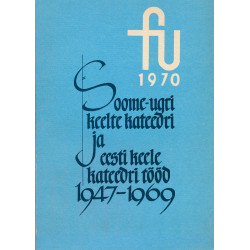 fu
1970
Soome-ugri
keelte kateedri
ja
eesti keele
kateedri tööd
1947-1969